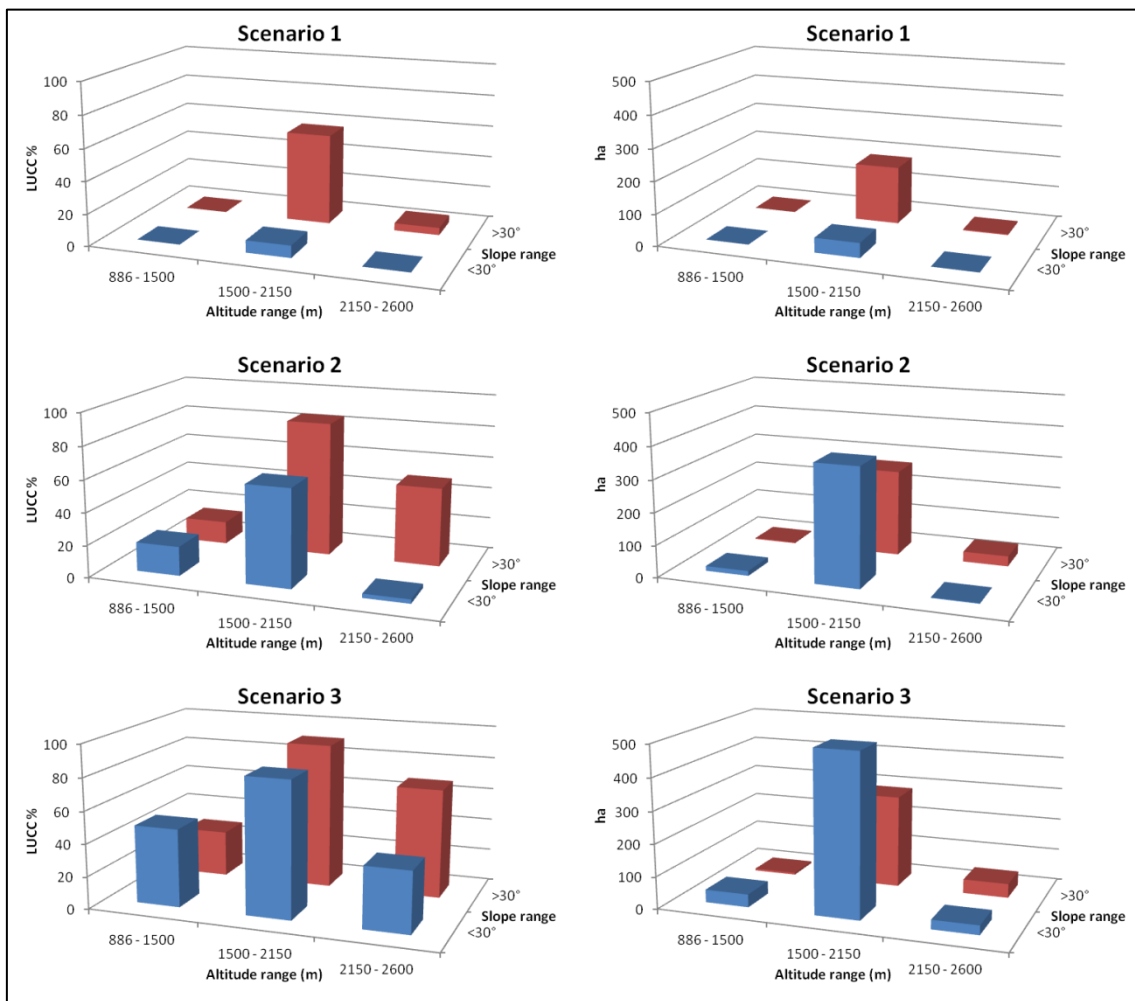 Scenario 1
100
80
60
40
20
0
LUCC %
886 - 1500
1500 - 2150
2150 - 2600
Altitude range (m)
>30°
<30°
Slope range
Scenario 1
500
400
300
200
100
0
ha
886 - 1500
1500 - 2150
2150 - 2600
Altitude range (m)
>30°
<30°
Slope range
Scenario 2
100
80
60
40
20
0
LUCC %
886 - 1500
1500 - 2150
2150 - 2600
Altitude range (m)
>30°
<30°
Slope range
Scenario 2
500
400
300
200
100
0
ha
886 - 1500
1500 - 2150
2150 - 2600
Altitude range (m)
>30°
<30°
Slope range
Scenario 3
100
80
60
40
20
0
LUCC %
886 - 1500
1500 - 2150
2150 - 2600
Altitude range (m)
>30°
<30°
Slope range
Scenario 3
500
400
300
200
100
0
ha
886 - 1500
1500 - 2150
2150 - 2600
Altitude range (m)
>30°
<30°
Slope range